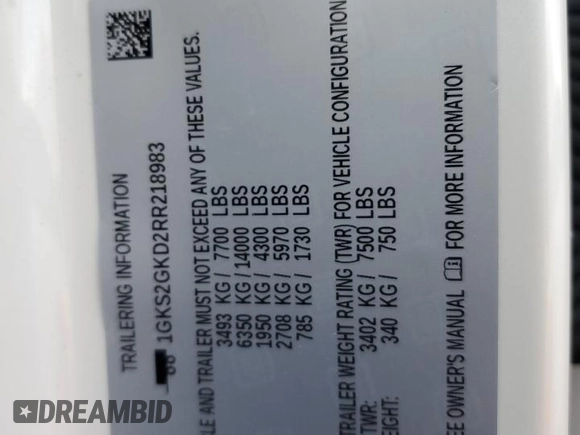 TRAILERING INFORMATION
1GKS2GKD2RR218983
AND TRAILER MUST NOT EXCEED ANY OF THESE VALUES.
3493 KG / 7700 LBS
6350 KG / 14000 LBS
1950 KG / 4300 LBS
2708 KG / 5970 LBS
785 KG / 1730 LBS
TRAILER WEIGHT RATING (TWR) FOR VEHICLE CONFIGURATION
TWR: 3402 KG / 7500 LBS
340 KG / 750 LBS
OWNER'S MANUAL FOR MORE INFORMATION
DREAMBID